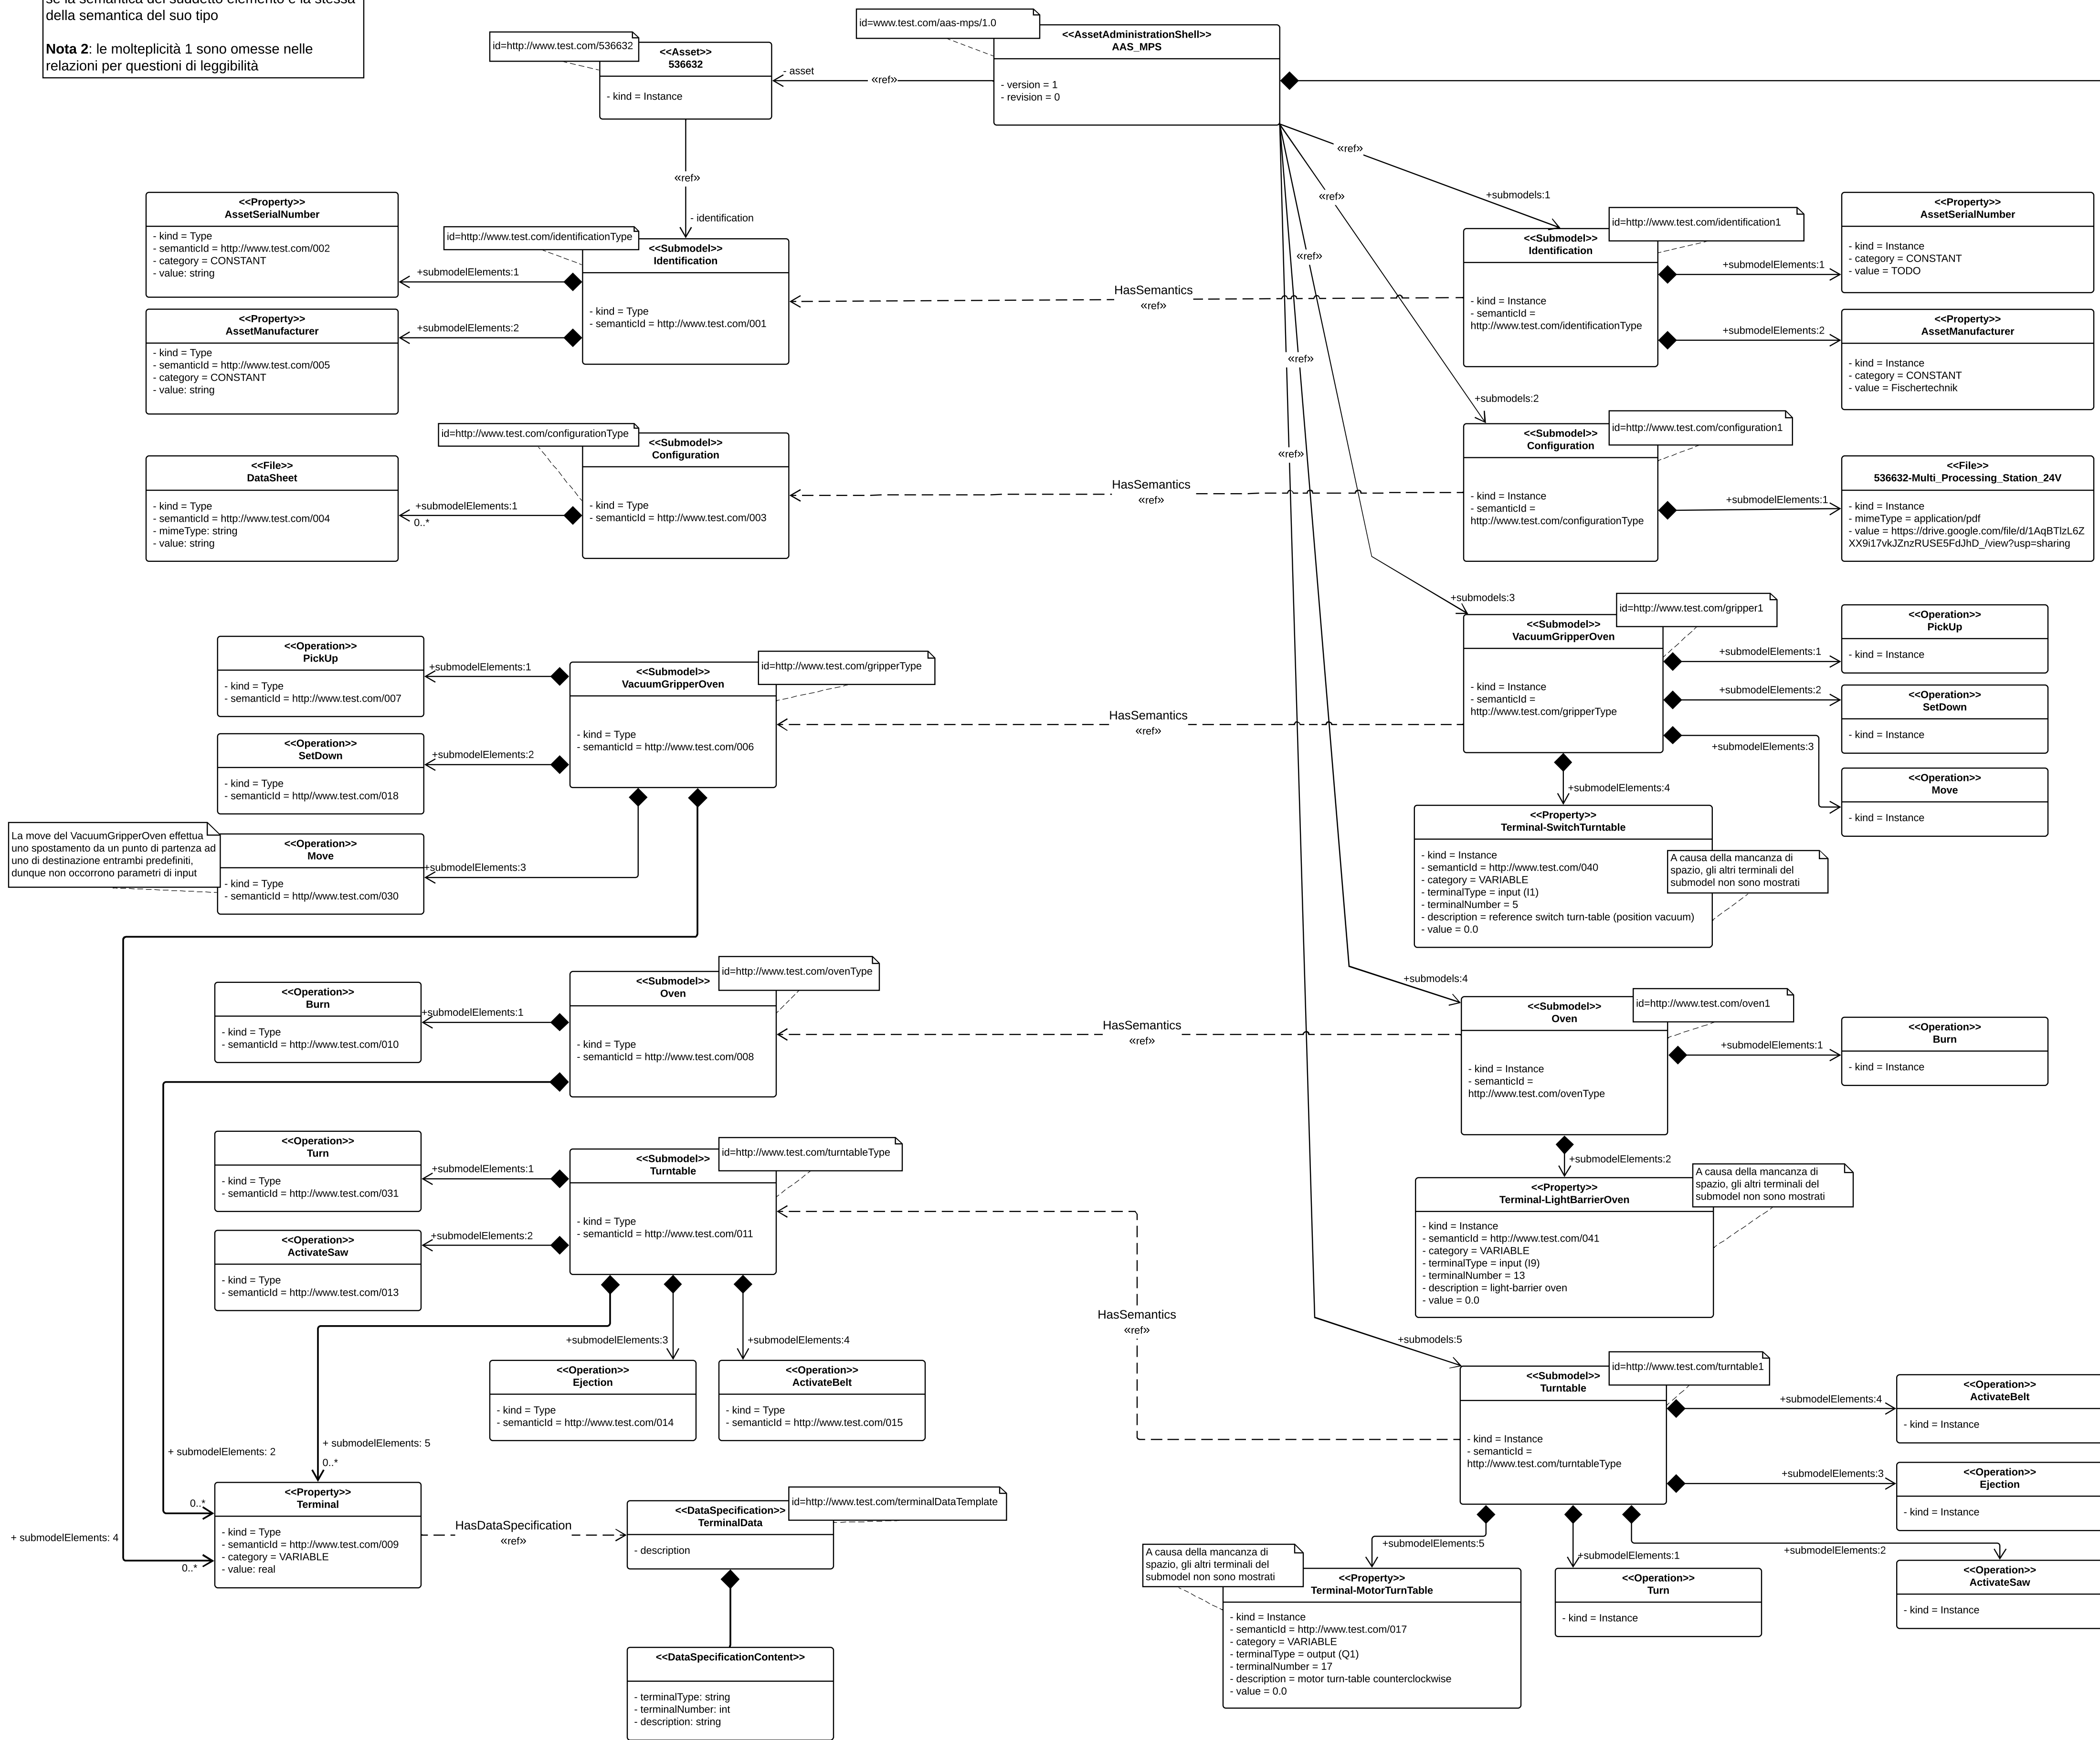 se la semantica del suddetto elemento è la stessa
della semantica del suo tipo
Nota 2: le molteplicità 1 sono omesse nelle
relazioni per questioni di leggibilità
id=http://www.test.com/536632
<<Asset>>
536632
- kind = Instance
- asset
«ref»
id=www.test.com/aas-mps/1.0
<<AssetAdministrationShell>>
AAS_MPS
- version = 1
- revision = 0
«ref»
- identification
«ref»
+submodels:1
«ref»
+submodels:2
«ref»
+submodels:3
«ref»
+submodels:4
«ref»
+submodels:5
<<Property>>
AssetSerialNumber
- kind = Type
- semanticId = http://www.test.com/002
- category = CONSTANT
- value: string
+submodelElements:1
id=http://www.test.com/identificationType
<<Submodel>>
Identification
- kind = Type
- semanticId = http://www.test.com/001
<<Property>>
AssetManufacturer
- kind = Type
- semanticId = http://www.test.com/005
- category = CONSTANT
- value: string
+submodelElements:2
HasSemantics
«ref»
<<Submodel>>
Identification
id=http://www.test.com/identification1
- kind = Instance
- semanticId =
http://www.test.com/identificationType
+submodelElements:1
<<Property>>
AssetSerialNumber
- kind = Instance
- category = CONSTANT
- value = TODO
+submodelElements:2
<<Property>>
AssetManufacturer
- kind = Instance
- category = CONSTANT
- value = Fischertechnik
<<File>>
DataSheet
- kind = Type
- semanticId = http://www.test.com/004
- mimeType: string
- value: string
+submodelElements:1
0..*
id=http://www.test.com/configurationType
<<Submodel>>
Configuration
- kind = Type
- semanticId = http://www.test.com/003
HasSemantics
«ref»
<<Submodel>>
Configuration
id=http://www.test.com/configuration1
- kind = Instance
- semanticId =
http://www.test.com/configurationType
+submodelElements:1
<<File>>
536632-Multi_Processing_Station_24V
- kind = Instance
- mimeType = application/pdf
- value = https://drive.google.com/file/d/1AqBTlzL6Z
XX9i17vkJZnzRUSE5FdJhD_/view?usp=sharing
<<Operation>>
PickUp
- kind = Type
- semanticId = http://www.test.com/007
+submodelElements:1
<<Submodel>>
VacuumGripperOven
id=http://www.test.com/gripperType
- kind = Type
- semanticId = http://www.test.com/006
<<Operation>>
SetDown
- kind = Type
- semanticId = http//www.test.com/018
+submodelElements:2
La move del VacuumGripperOven effettua
uno spostamento da un punto di partenza ad
uno di destinazione entrambi predefiniti,
dunque non occorrono parametri di input
<<Operation>>
Move
- kind = Type
- semanticId = http//www.test.com/030
+submodelElements:3
HasSemantics
«ref»
<<Submodel>>
VacuumGripperOven
id=http://www.test.com/gripper1
- kind = Instance
- semanticId =
http://www.test.com/gripperType
+submodelElements:1
<<Operation>>
PickUp
- kind = Instance
+submodelElements:2
<<Operation>>
SetDown
- kind = Instance
+submodelElements:3
<<Operation>>
Move
- kind = Instance
+submodelElements:4
<<Property>>
Terminal-SwitchTurntable
- kind = Instance
- semanticId = http://www.test.com/040
- category = VARIABLE
- terminalType = input (I1)
- terminalNumber = 5
- description = reference switch turn-table (position vacuum)
- value = 0.0
A causa della mancanza di
spazio, gli altri terminali del
submodel non sono mostrati
<<Operation>>
Burn
- kind = Type
- semanticId = http://www.test.com/010
+submodelElements:1
<<Submodel>>
Oven
id=http://www.test.com/ovenType
- kind = Type
- semanticId = http://www.test.com/008
HasSemantics
«ref»
<<Submodel>>
Oven
id=http://www.test.com/oven1
- kind = Instance
- semanticId =
http://www.test.com/ovenType
+submodelElements:1
<<Operation>>
Burn
- kind = Instance
+submodelElements:2
<<Property>>
Terminal-LightBarrierOven
- kind = Instance
- semanticId = http://www.test.com/041
- category = VARIABLE
- terminalType = input (I9)
- terminalNumber = 13
- description = light-barrier oven
- value = 0.0
A causa della mancanza di
spazio, gli altri terminali del
submodel non sono mostrati
<<Operation>>
Turn
- kind = Type
- semanticId = http://www.test.com/031
+submodelElements:1
<<Submodel>>
Turntable
id=http://www.test.com/turntableType
- kind = Type
- semanticId = http://www.test.com/011
<<Operation>>
ActivateSaw
- kind = Type
- semanticId = http://www.test.com/013
+submodelElements:2
+submodelElements:3
<<Operation>>
Ejection
- kind = Type
- semanticId = http://www.test.com/014
+submodelElements:4
<<Operation>>
ActivateBelt
- kind = Type
- semanticId = http://www.test.com/015
HasSemantics
«ref»
<<Submodel>>
Turntable
id=http://www.test.com/turntable1
- kind = Instance
- semanticId =
http://www.test.com/turntableType
+submodelElements:4
<<Operation>>
ActivateBelt
- kind = Instance
+submodelElements:3
<<Operation>>
Ejection
- kind = Instance
+submodelElements:2
<<Operation>>
ActivateSaw
- kind = Instance
+submodelElements:1
<<Operation>>
Turn
- kind = Instance
+submodelElements:5
A causa della mancanza di
spazio, gli altri terminali del
submodel non sono mostrati
<<Property>>
Terminal-MotorTurnTable
- kind = Instance
- semanticId = http://www.test.com/017
- category = VARIABLE
- terminalType = output (Q1)
- terminalNumber = 17
- description = motor turn-table counterclockwise
- value = 0.0
+ submodelElements: 2
0..*
+ submodelElements: 5
0..*
+ submodelElements: 4
0..*
<<Property>>
Terminal
- kind = Type
- semanticId = http://www.test.com/009
- category = VARIABLE
- value: real
HasDataSpecification
«ref»
<<DataSpecification>>
TerminalData
id=http://www.test.com/terminalDataTemplate
- description
<<DataSpecificationContent>>
- terminalType: string
- terminalNumber: int
- description: string